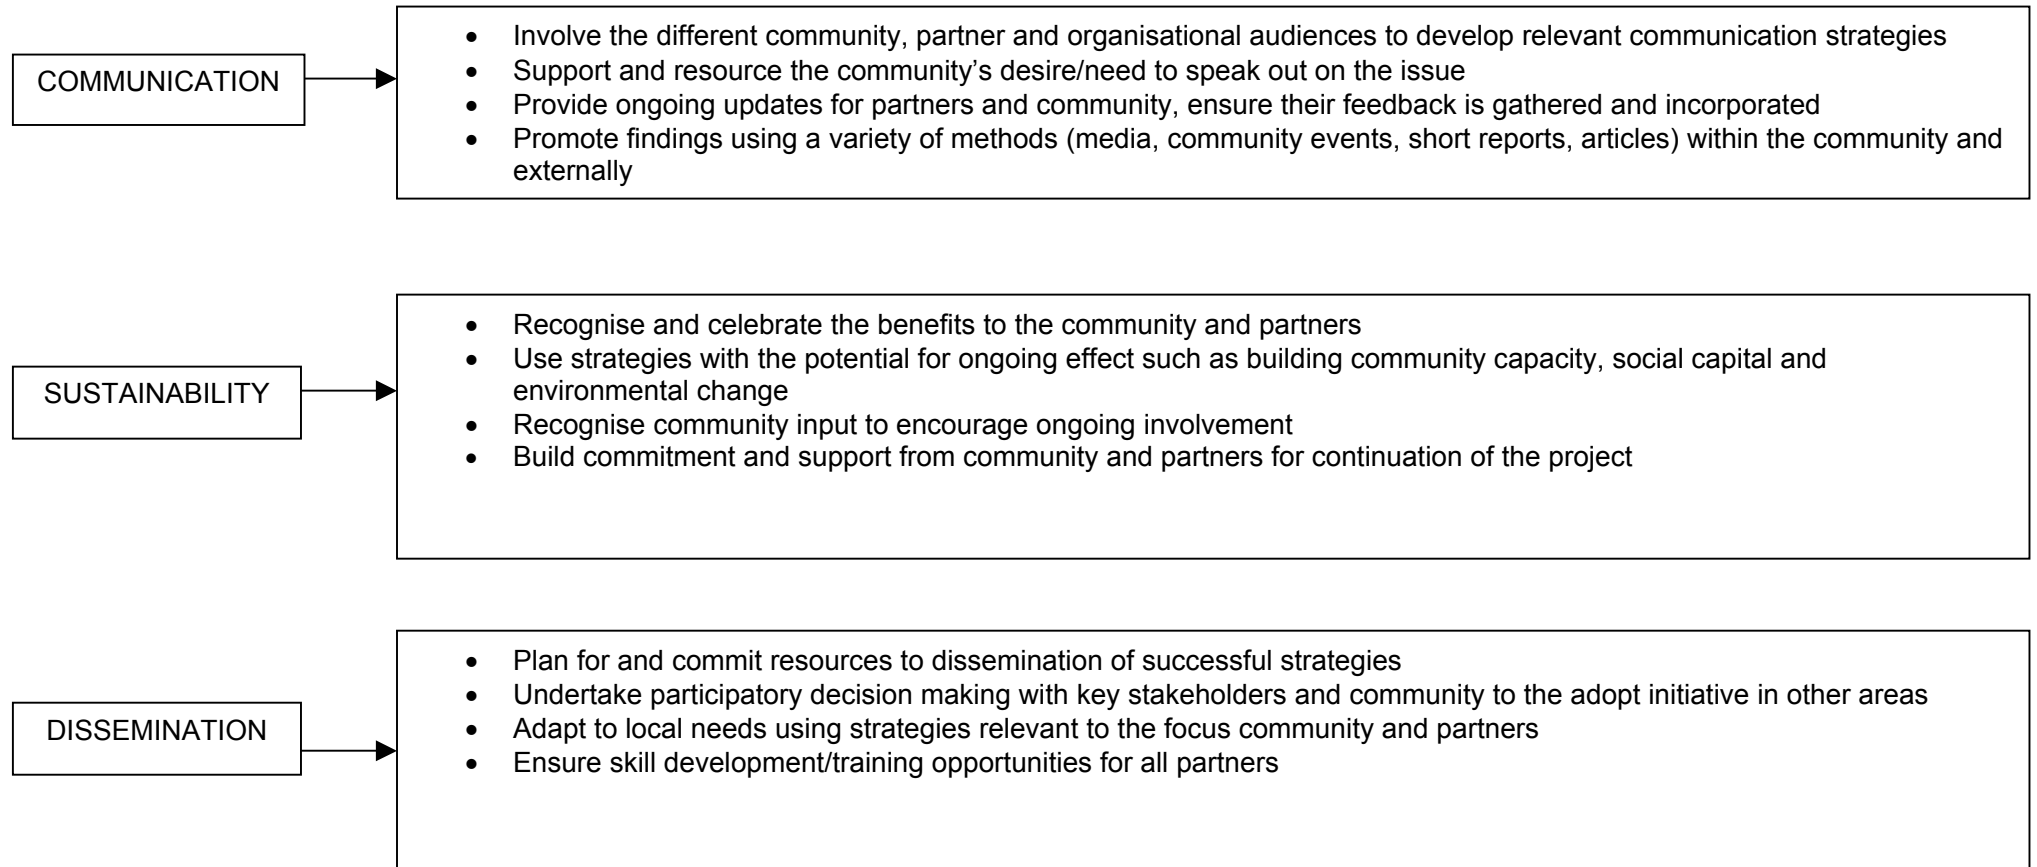 COMMUNICATION
• Involve the different community, partner and organisational audiences to develop relevant communication strategies
• Support and resource the community’s desire/need to speak out on the issue
• Provide ongoing updates for partners and community, ensure their feedback is gathered and incorporated
• Promote findings using a variety of methods (media, community events, short reports, articles) within the community and
externally
SUSTAINABILITY
• Recognise and celebrate the benefits to the community and partners
• Use strategies with the potential for ongoing effect such as building community capacity, social capital and
environmental change
• Recognise community input to encourage ongoing involvement
• Build commitment and support from community and partners for continuation of the project
DISSEMINATION
• Plan for and commit resources to dissemination of successful strategies
• Undertake participatory decision making with key stakeholders and community to the adopt initiative in other areas
• Adapt to local needs using strategies relevant to the focus community and partners
• Ensure skill development/training opportunities for all partners